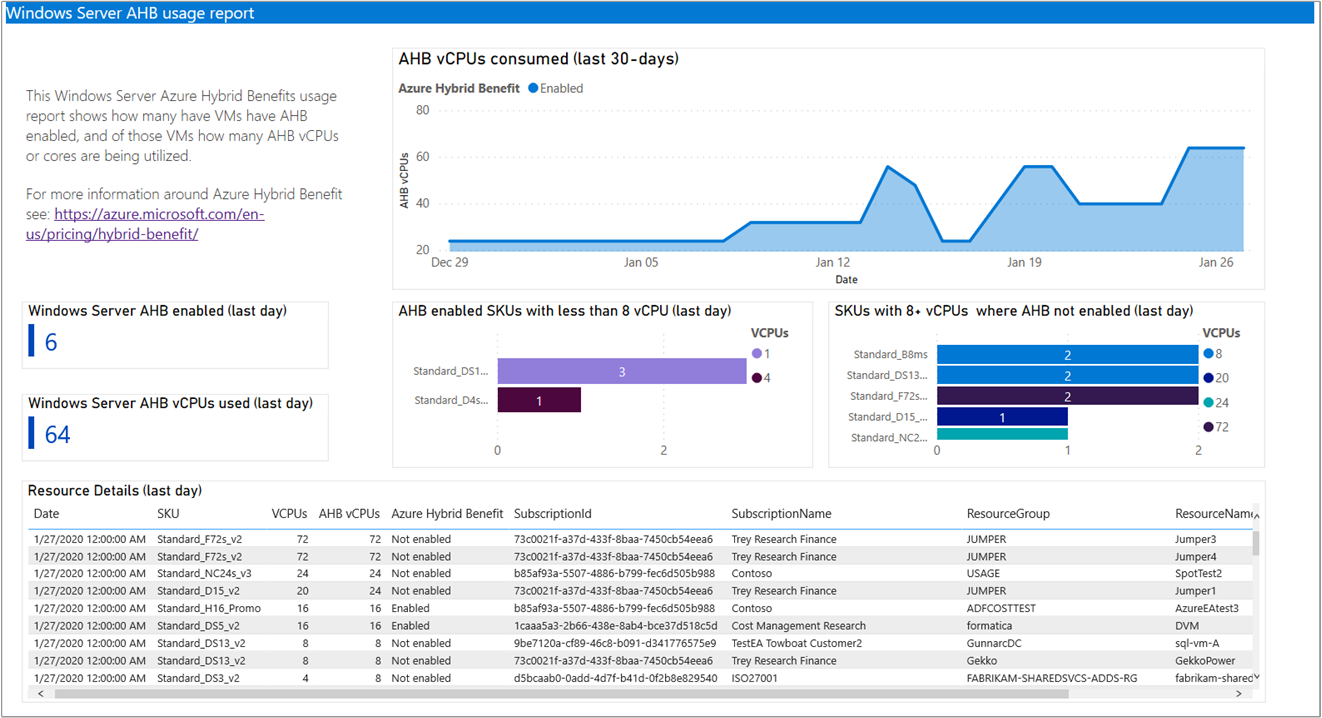 Windows Server AHB usage report
This Windows Server Azure Hybrid Benefits usage
report shows how many have VMs have AHB
enabled, and of those VMs how many AHB vCPUs
or cores are being utilized.
For more information around Azure Hybrid Benefit
see: https://azure.microsoft.com/en-
us/pricing/hybrid-benefit/
AHB vCPUs consumed (last 30-days)
Azure Hybrid Benefit Enabled
80
60
40
20
AHB vCPUs
Dec 29 Jan 05 Jan 12 Jan 19 Jan 26
Date
Windows Server AHB enabled (last day)
6
Windows Server AHB vCPUs used (last day)
64
AHB enabled SKUs with less than 8 vCPU (last day)
VCPUs
1
4
Standard_DS1... 3
Standard_D4s... 1
0 2
SKUs with 8+ vCPUs where AHB not enabled (last day)
VCPUs
8
20
24
72
Standard_B8ms 2
Standard_DS13... 2
Standard_F72s... 2
Standard_D15_... 1
Standard_NC2...
0 1 2
Resource Details (last day)
Date SKU VCPUs AHB vCPUs Azure Hybrid Benefit SubscriptionId SubscriptionName ResourceGroup ResourceName
1/27/2020 12:00:00 AM Standard_F72s_v2 72 72 Not enabled 73c0021f-a37d-433f-8baa-7450cb54eea6 Trey Research Finance JUMPER Jumper3
1/27/2020 12:00:00 AM Standard_F72s_v2 72 72 Not enabled 73c0021f-a37d-433f-8baa-7450cb54eea6 Trey Research Finance JUMPER Jumper4
1/27/2020 12:00:00 AM Standard_NC24s_v3 24 24 Not enabled b85af93a-5507-4886-b799-fec6d505b988 Contoso USAGE SpotTest2
1/27/2020 12:00:00 AM Standard_D15_v2 20 24 Not enabled 73c0021f-a37d-433f-8baa-7450cb54eea6 Trey Research Finance JUMPER Jumper1
1/27/2020 12:00:00 AM Standard_H16_Promo 16 16 Enabled b85af93a-5507-4886-b799-fec6d505b988 Contoso ADFCOSTTEST AzureEAtest3
1/27/2020 12:00:00 AM Standard_DS5_v2 16 16 Enabled 1caaa5a3-2b66-438e-8ab4-bce37d518c5d Cost Management Research formatica DVM
1/27/2020 12:00:00 AM Standard_DS13_v2 8 8 Not enabled 9be7120a-cf89-46c8-b091-d341776575e9 TestEA Towboat Customer2 GunnarcDC sql-vm-A
1/27/2020 12:00:00 AM Standard_DS13_v2 8 8 Not enabled 73c0021f-a37d-433f-8baa-7450cb54eea6 Trey Research Finance Gekko GekkoPower
1/27/2020 12:00:00 AM Standard_DS3_v2 4 8 Not enabled d5bcaab0-0add-4d7f-b41d-0f2b8e829540 ISO27001 FABRIKAM-SHAREDSVCS-ADDS-RG fabrikam-shared